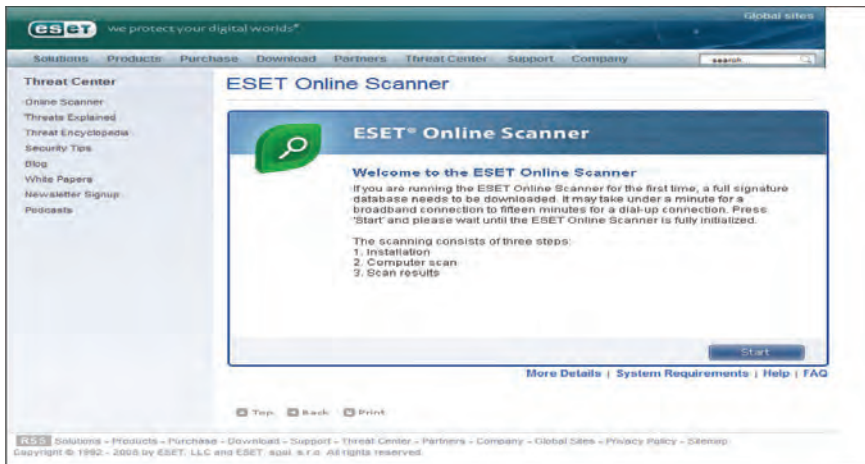 Global sites
eset we protect your digital worlds®
Solutions Products Purchase Download Partners Threat Center Support Company search
Threat Center
Online Scanner
Threats Explained
Threat Encyclopedia
Security Tips
Blog
White Papers
Newsletter Signup
Podcasts
ESET Online Scanner
ESET® Online Scanner
Welcome to the ESET Online Scanner
If you are running the ESET Online Scanner for the first time, a full signature
database needs to be downloaded. It may take under a minute for a
broadband connection to fifteen minutes for a dial-up connection. Press
'Start' and please wait until the ESET Online Scanner is fully initialized.
The scanning consists of three steps:
1. Installation
2. Computer scan
3. Scan results
Start
More Details | System Requirements | Help | FAQ
Top Back Print
RSS Solutions - Products - Purchase - Download - Support - Threat Center - Partners - Company - Global Sites - Privacy Policy - Sitemap
Copyright © 1992 - 2008 by ESET, LLC and ESET, spol. s r.o. All rights reserved.